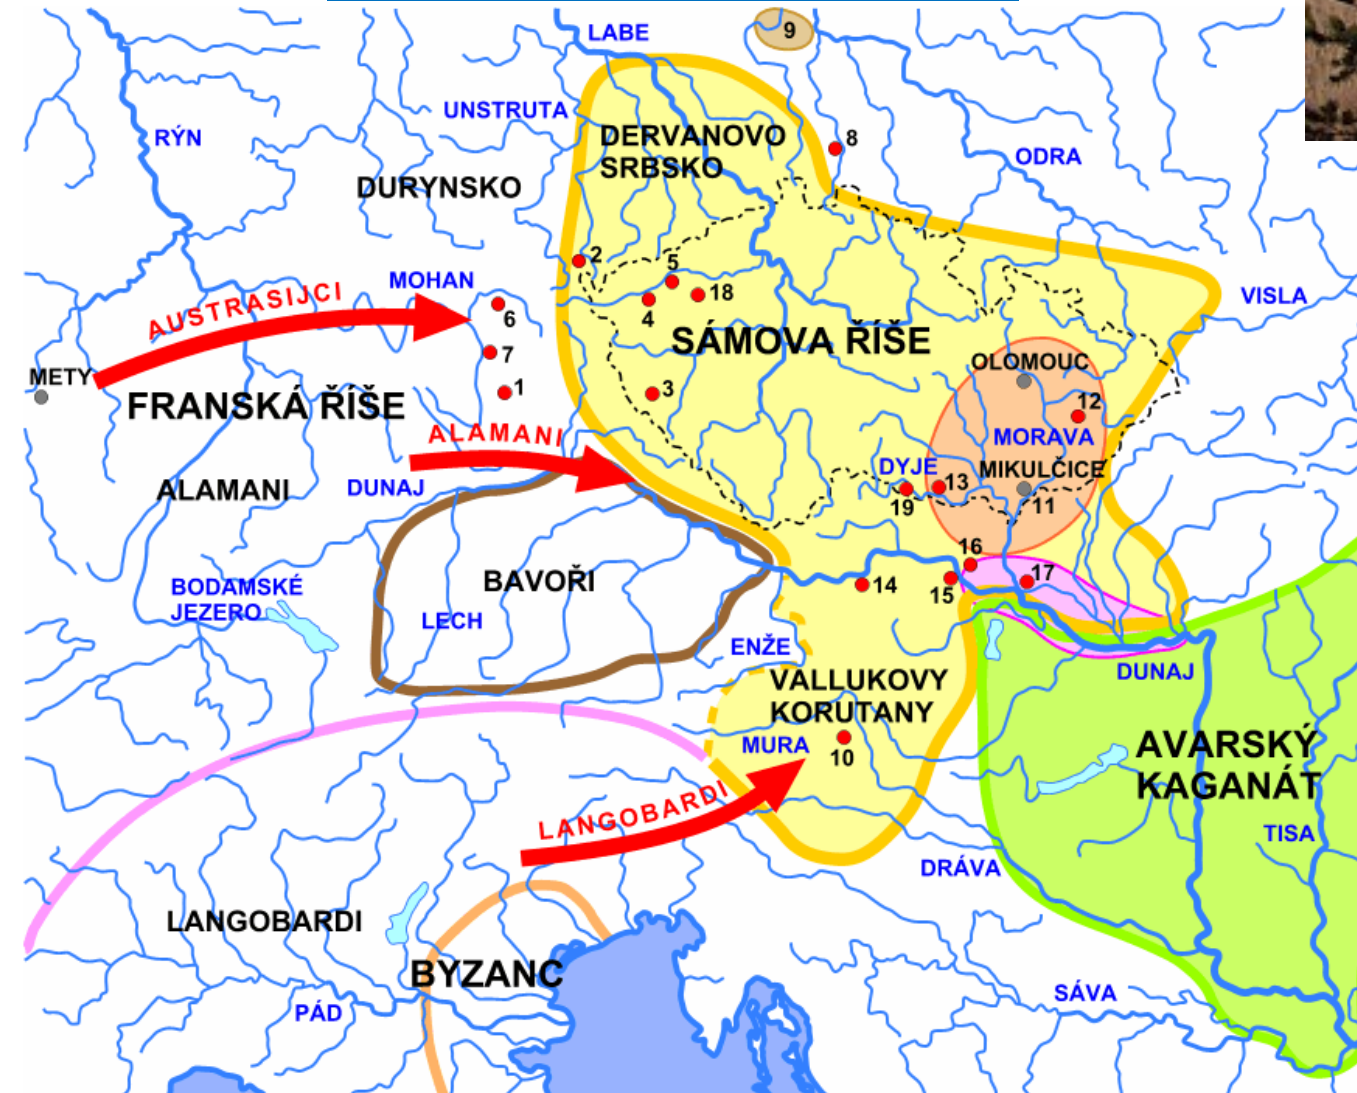 LABE
9
UNSTRUTA
DERVANOVO
SRBSKO
8
RÝN
ODRA
DURYNSKO
2
5
MOHAN
18
VISLA
AUSTRASIJCI
6
4
SÁMOVA ŘÍŠE
7
OLOMOUC
METY
1
3
12
FRANSKÁ ŘÍŠE
ALAMANI
MORAVA
DYJE
MIKULČICE
ALAMANI
DUNAJ
13
19
11
16
BODAMSKÉ
JEZERO
BAVOŘI
14
15
17
LECH
ENŽE
VALLUKOVY
KORUTANY
DUNAJ
MURA
10
AVARSKÝ
KAGANÁT
LANGOBARDI
TISA
DRÁVA
LANGOBARDI
BYZANC
PÁD
SÁVA